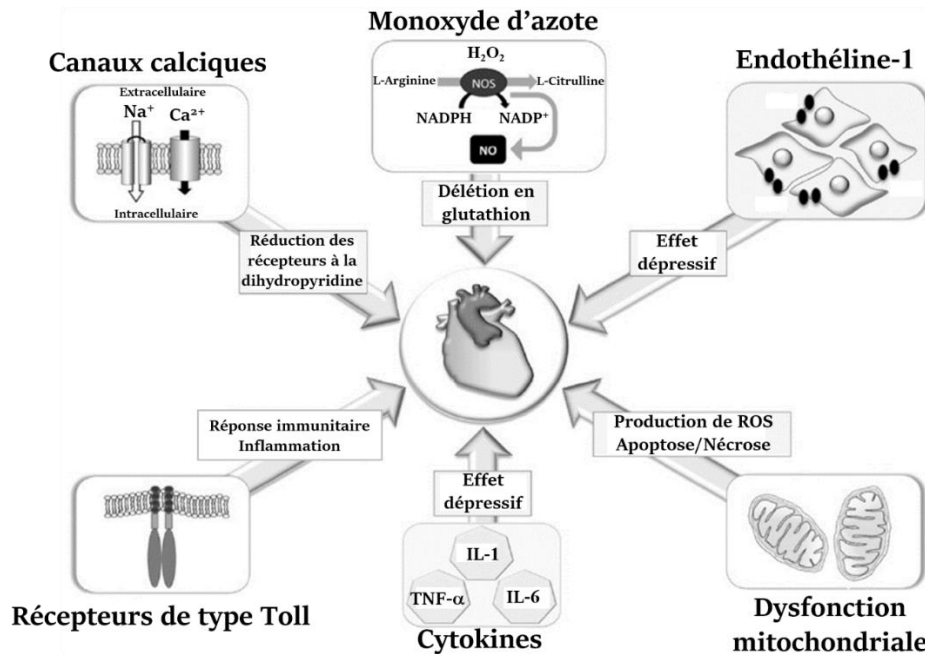 Monoxyde d’azote
H₂O₂
L-Arginine
NOS
L-Citrulline
NADPH
NADP⁺
NO
Délétion en
glutathion
Canaux calciques
Extracellulaire
Na⁺ Ca²⁺
Intracellulaire
Réduction des
récepteurs à la
dihydropyridine
Endothéline-1
Effet
dépressif
Réponse immunitaire
Inflammation
Récepteurs de type Toll
Effet
dépressif
IL-1
TNF-α
IL-6
Cytokines
Production de ROS
Apoptose/Nécrose
Dysfonction
mitochondriale